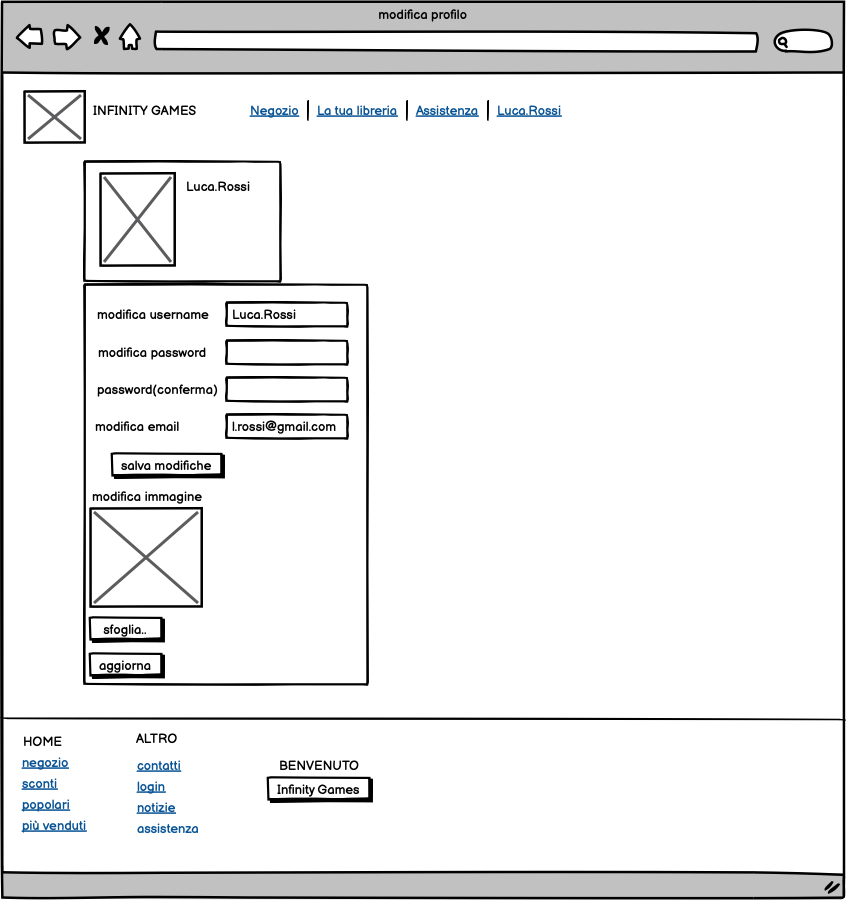 modifica profilo
INFINITY GAMES
Negozio
La tua libreria
Assistenza
Luca.Rossi
Luca.Rossi
modifica username
Luca.Rossi
modifica password
password(conferma)
modifica email
l.rossi@gmail.com
salva modifiche
modifica immagine
sfoglia..
aggiorna
HOME
negozio
sconti
popolari
più venduti
ALTRO
contatti
login
notizie
assistenza
BENVENUTO
Infinity Games